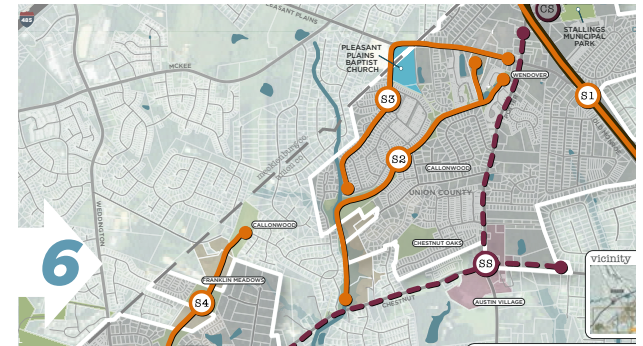 485
PLEASANT PLAINS
CS
STALLINGS
MUNICIPAL
PARK
PLEASANT
PLAINS
BAPTIST
CHURCH
MCKEE
WENDOVER
S3
S1
S2
CALLONWOOD
UNION COUNTY
WEDDINGTON
CALLONWOOD
CHESTNUT OAKS
6
SS
vicinity
FRANKLIN MEADOWS
S4
CHESTNUT
AUSTIN VILLAGE